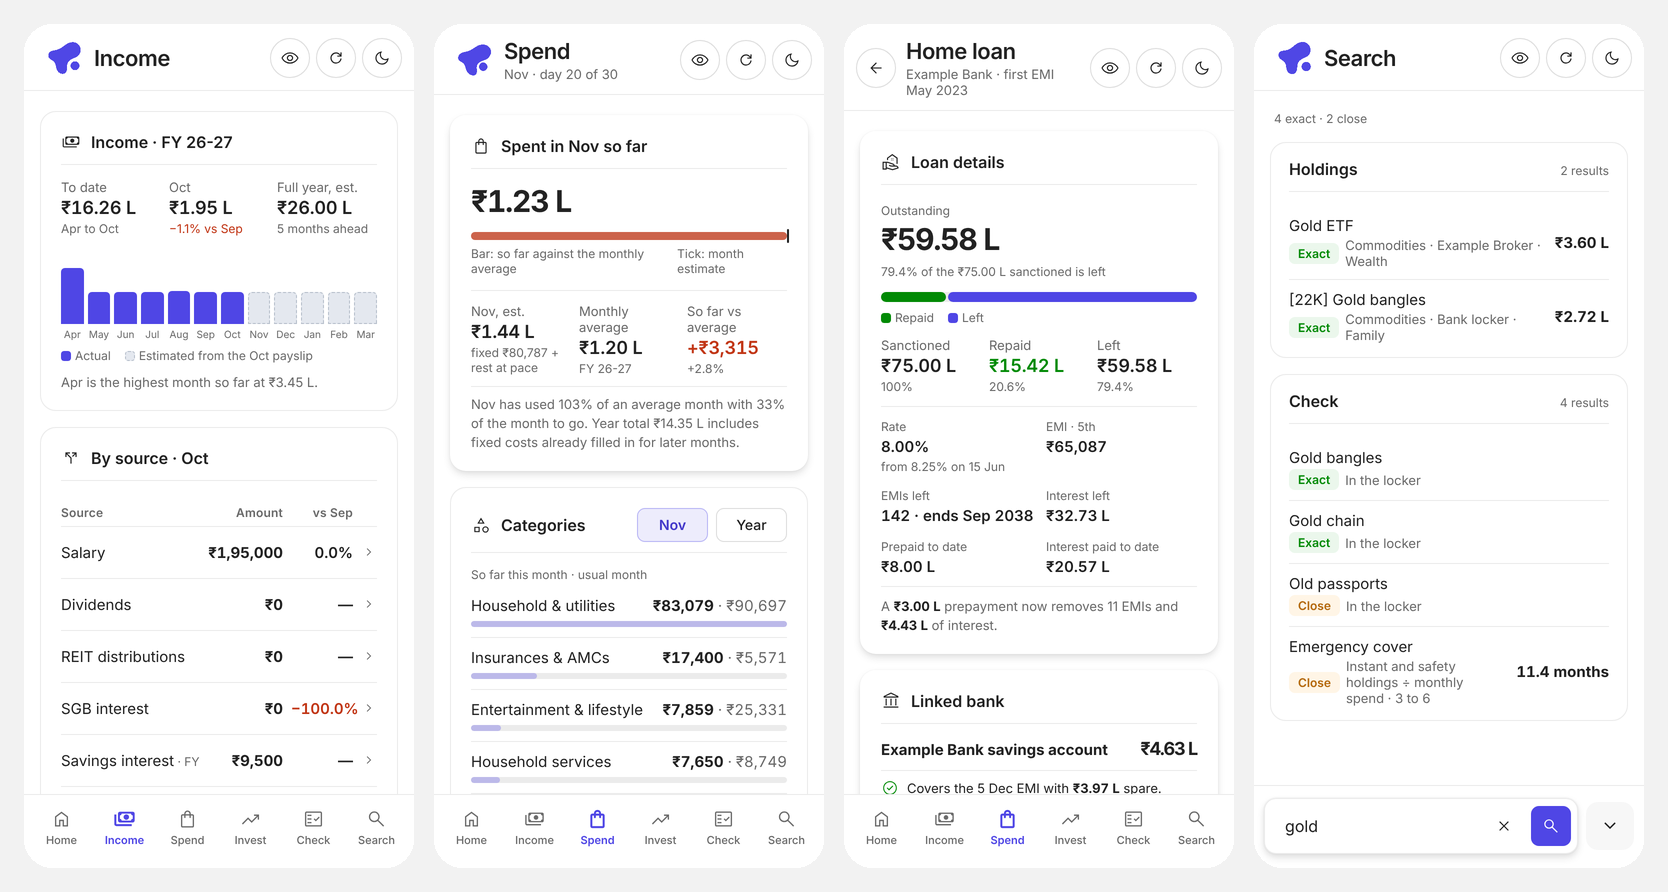 Income
Income · FY 26-27
To date
Oct
Full year, est.
₹16.26 L
₹1.95 L
₹26.00 L
Apr to Oct
−1.1% vs Sep
5 months ahead
Apr May Jun Jul Aug Sep Oct Nov Dec Jan Feb Mar
Actual
Estimated from the Oct payslip
Apr is the highest month so far at ₹3.45 L.
By source · Oct
Source Amount vs Sep
Salary ₹1,95,000 0.0%
Dividends ₹0 —
REIT distributions ₹0 —
SGB interest ₹0 −100.0%
Savings interest · FY ₹9,500 —
Home Income Spend Invest Check Search
Spend
Nov · day 20 of 30
Spent in Nov so far
₹1.23 L
Bar: so far against the monthly
average
Tick: month
estimate
Nov, est.
₹1.44 L
fixed ₹80,787 +
rest at pace
Monthly
average
₹1.20 L
FY 26-27
So far vs
average
+₹3,315
+2.8%
Nov has used 103% of an average month with 33%
of the month to go. Year total ₹14.35 L includes
fixed costs already filled in for later months.
Categories
Nov
Year
So far this month · usual month
Household & utilities ₹83,079 · ₹90,697
Insurances & AMCs ₹17,400 · ₹5,571
Entertainment & lifestyle ₹7,859 · ₹25,331
Household services ₹7,650 · ₹8,749
Home Income Spend Invest Check Search
Home loan
Example Bank · first EMI
May 2023
Loan details
Outstanding
₹59.58 L
79.4% of the ₹75.00 L sanctioned is left
Repaid
Left
Sanctioned
Repaid
Left
₹75.00 L
₹15.42 L
₹59.58 L
100%
20.6%
79.4%
Rate
8.00%
from 8.25% on 15 Jun
EMI · 5th
₹65,087
EMIs left
142 · ends Sep 2038
Interest left
₹32.73 L
Prepaid to date
₹8.00 L
Interest paid to date
₹20.57 L
A ₹3.00 L prepayment now removes 11 EMIs and
₹4.43 L of interest.
Linked bank
Example Bank savings account ₹4.63 L
Covers the 5 Dec EMI with ₹3.97 L spare.
Home Income Spend Invest Check Search
Search
4 exact · 2 close
Holdings 2 results
Gold ETF
Exact
Commodities · Example Broker ·
Wealth
₹3.60 L
[22K] Gold bangles
Exact
Commodities · Bank locker ·
Family
₹2.72 L
Check 4 results
Gold bangles
Exact In the locker
Gold chain
Exact In the locker
Old passports
Close In the locker
Emergency cover
Close
Instant and safety
holdings ÷ monthly
spend · 3 to 6
11.4 months
gold